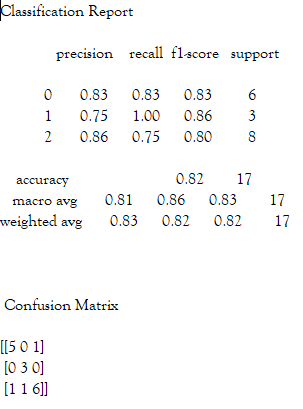 Classification Report
precision recall f1-score support
0 0.83 0.83 0.83 6
1 0.75 1.00 0.86 3
2 0.86 0.75 0.80 8
accuracy 0.82 17
macro avg 0.81 0.86 0.83 17
weighted avg 0.83 0.82 0.82 17
Confusion Matrix
[[5 0 1]
[0 3 0]
[1 1 6]]